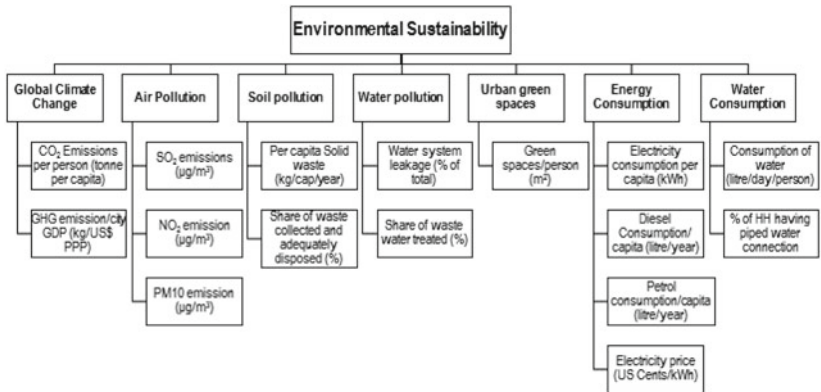 Environmental Sustainability
Global Climate
Change
Air Pollution
Soil pollution
Water pollution
Urban green
spaces
Energy
Consumption
Water
Consumption
CO₂ Emissions
per person (tonne
per capita)
GHG emission/city
GDP (kg/US$
PPP)
SO₂ emissions
(µg/m³)
NO₂ emission
(µg/m³)
PM10 emission
(µg/m³)
Per capita Solid
waste
(kg/cap/year)
Share of waste
collected and
adequately
disposed (%)
Water system
leakage (% of
total)
Share of waste
water treated (%)
Green
spaces/person
(m²)
Electricity
consumption per
capita (kWh)
Diesel
Consumption/
capita (litre/year)
Petrol
consumption/capita
(litre/year)
Electricity price
(US Cents/kWh)
Consumption of
water
(litre/day/person)
% of HH having
piped water
connection